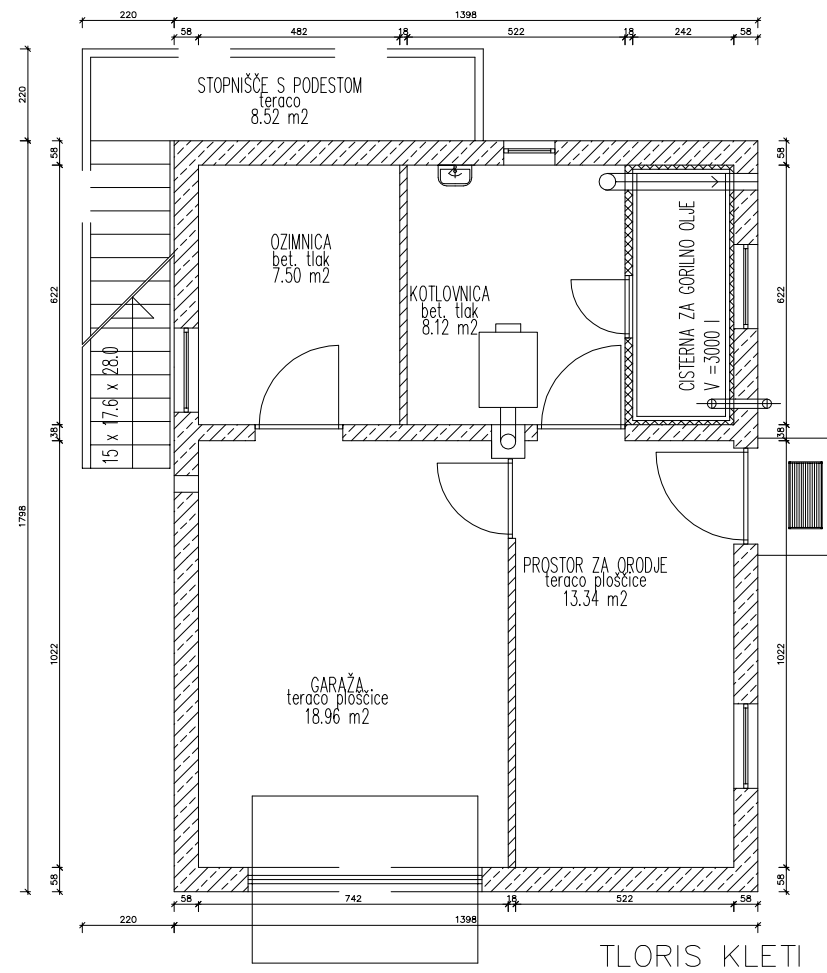 220
1398
58
482
18
522
18
242
58
220
STOPNIŠČE S PODESTOM
teraco
8.52 m2
58
58
OZIMNICA
bet. tlak
7.50 m2
KOTLOVNICA
bet. tlak
8.12 m2
CISTERNA ZA GORILNO OLJE
V = 3000 l
622
622
15 x 17.6 x 28.0
38
38
1798
PROSTOR ZA ORODJE
teraco ploščice
13.34 m2
1022
1022
GARAŽA
teraco ploščice
18.96 m2
58
58
58
742
18
522
58
220
1398
TLORIS KLETI